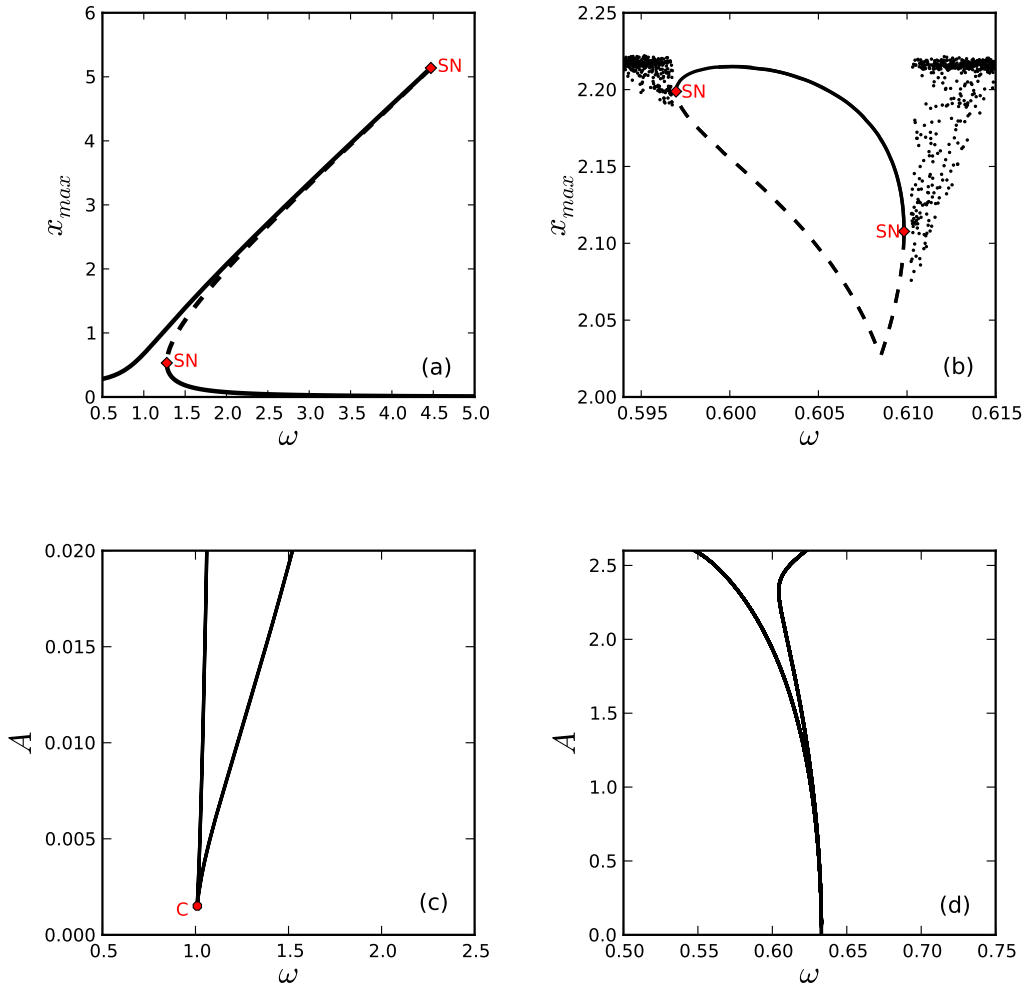 6
5
4
3
2
1
0
x_max
SN
SN
(a)
0.5 1.0 1.5 2.0 2.5 3.0 3.5 4.0 4.5 5.0
ω
2.25
2.20
2.15
2.10
2.05
2.00
x_max
SN
SN
(b)
0.595 0.600 0.605 0.610 0.615
ω
0.020
0.015
0.010
0.005
0.000
A
C
(c)
0.5 1.0 1.5 2.0 2.5
ω
2.5
2.0
1.5
1.0
0.5
0.0
A
(d)
0.50 0.55 0.60 0.65 0.70 0.75
ω